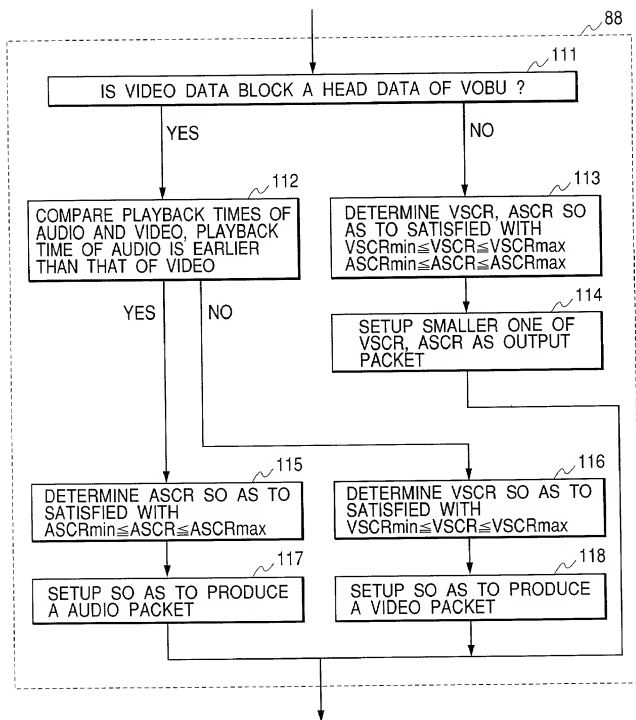 88
111
IS VIDEO DATA BLOCK A HEAD DATA OF VOBU ?
YES
NO
112
COMPARE PLAYBACK TIMES OF
AUDIO AND VIDEO, PLAYBACK
TIME OF AUDIO IS EARLIER
THAN THAT OF VIDEO
113
DETERMINE VSCR, ASCR SO
AS TO SATISFIED WITH
VSCRmin≦VSCR≦VSCRmax
ASCRmin≦ASCR≦ASCRmax
114
SETUP SMALLER ONE OF
VSCR, ASCR AS OUTPUT
PACKET
YES
NO
115
DETERMINE ASCR SO AS TO
SATISFIED WITH
ASCRmin≦ASCR≦ASCRmax
116
DETERMINE VSCR SO AS TO
SATISFIED WITH
VSCRmin≦VSCR≦VSCRmax
117
SETUP SO AS TO PRODUCE
A AUDIO PACKET
118
SETUP SO AS TO PRODUCE
A VIDEO PACKET